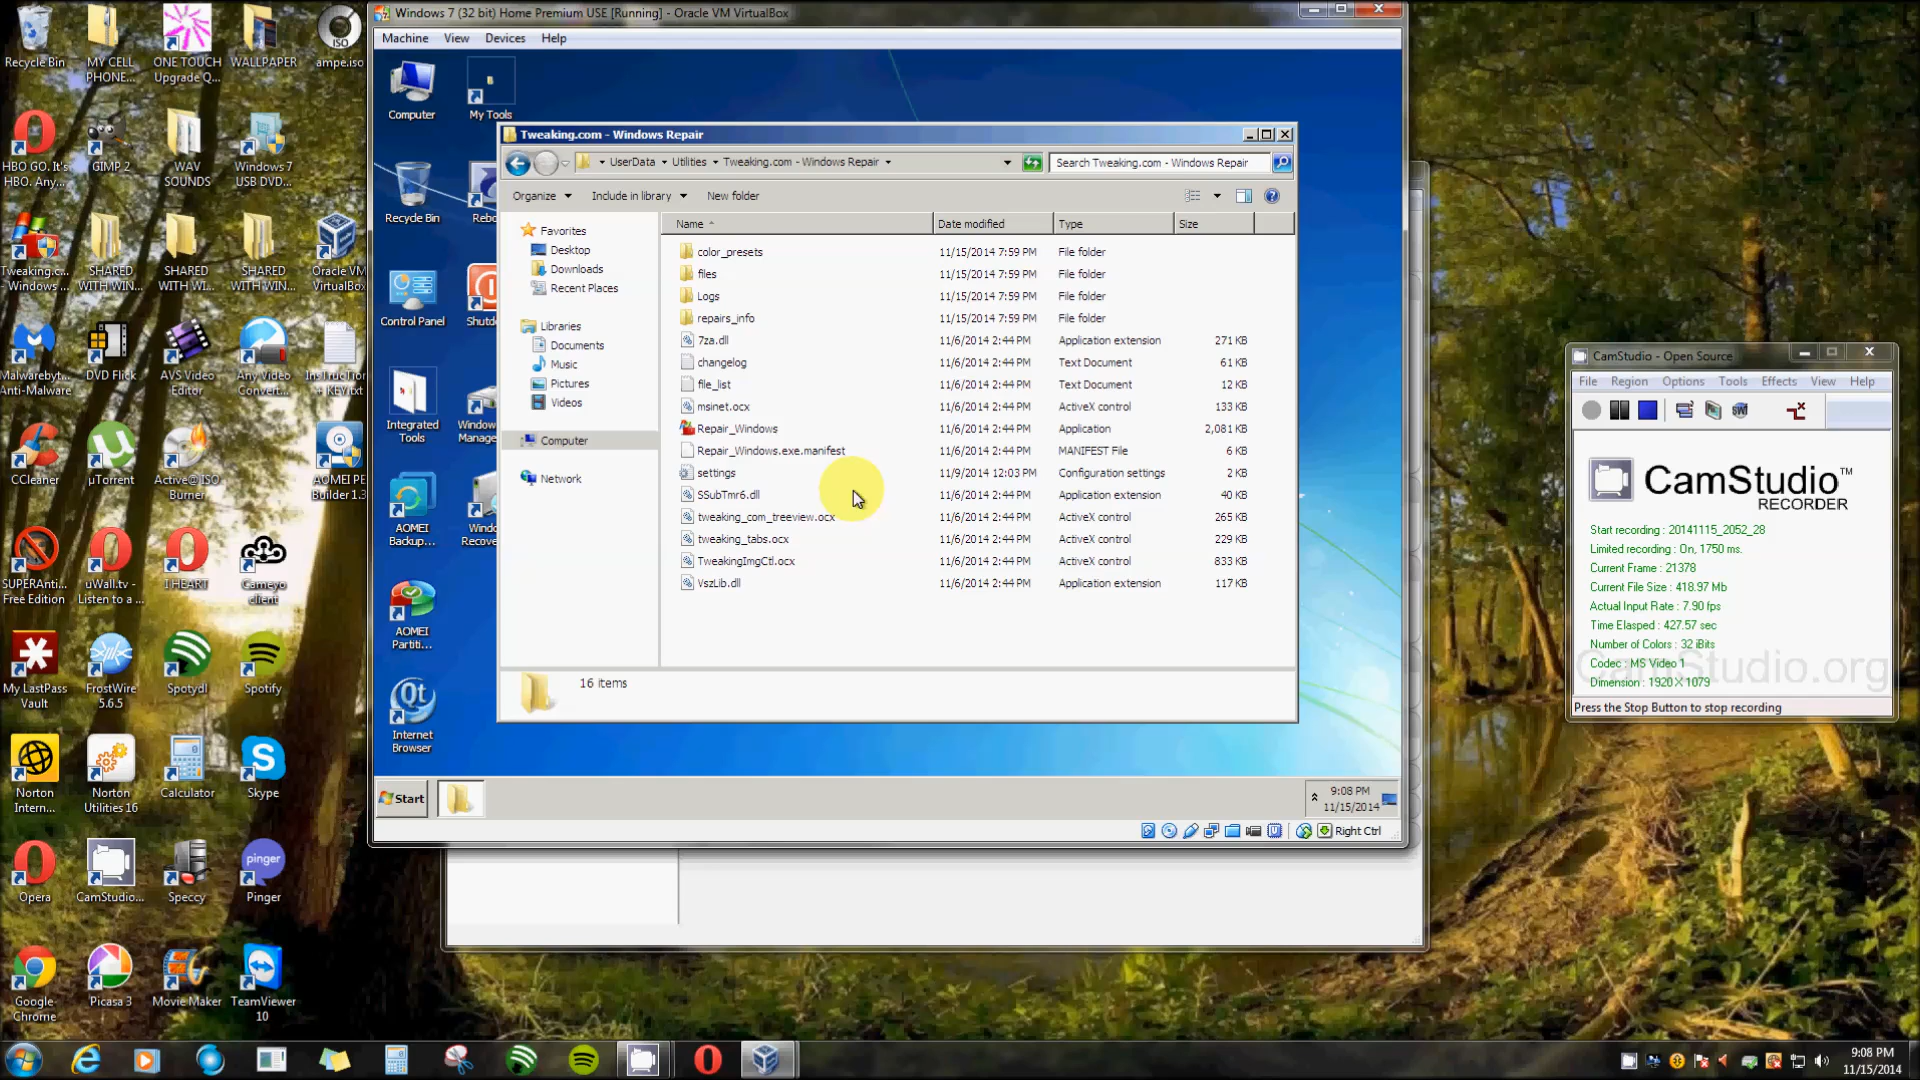 Recycle Bin
MY CELL PHONE...
ONE TOUCH Upgrade Q...
WALLPAPER
ampe.iso
ISO
HBO GO. It's HBO. Any...
GIMP 2
WAV SOUNDS
Windows 7 USB DVD...
Tweaking.c... - Windows ...
SHARED WITH WIN...
SHARED WITH WI...
SHARED WITH WIN...
Oracle VM VirtualBox
Malwarebyt... Anti-Malware
DVD Flick
AVS Video Editor
Any Video Convert...
CCleaner
µTorrent
Active@ ISO Burner
AOMEI PE Builder 1.3
SUPERAnti... Free Edition
uWall.tv - Listen to a ...
I HEART
Cameyo client
My LastPass Vault
FrostWire 5.6.5
Spotydl
Spotify
Norton Intern...
Norton Utilities 16
Calculator
Skype
Opera
CamStudio...
Speccy
pinger
Pinger
Google Chrome
Picasa 3
Movie Maker
TeamViewer 10
Windows 7 (32 bit) Home Premium USE [Running] - Oracle VM VirtualBox
Machine View Devices Help
Computer
My Tools
Recycle Bin
Rebo
Control Panel
Shutd
Integrated Tools
Window Manage
AOMEI Backup...
Windo Recove
AOMEI Parti...
Qt
Internet Browser
Tweaking.com - Windows Repair
UserData Utilities Tweaking.com - Windows Repair
Search Tweaking.com - Windows Repair
Organize Include in library New folder
Favorites
Desktop
Downloads
Recent Places
Libraries
Documents
Music
Pictures
Videos
Computer
Network
Name Date modified Type Size
color_presets 11/15/2014 7:59 PM File folder
files 11/15/2014 7:59 PM File folder
Logs 11/15/2014 7:59 PM File folder
repairs_info 11/15/2014 7:59 PM File folder
7za.dll 11/6/2014 2:44 PM Application extension 271 KB
changelog 11/6/2014 2:44 PM Text Document 61 KB
file_list 11/6/2014 2:44 PM Text Document 12 KB
msinet.ocx 11/6/2014 2:44 PM ActiveX control 133 KB
Repair_Windows 11/6/2014 2:44 PM Application 2,081 KB
Repair_Windows.exe.manifest 11/6/2014 2:44 PM MANIFEST File 6 KB
settings 11/9/2014 12:03 PM Configuration settings 2 KB
SSubTmr6.dll 11/6/2014 2:44 PM Application extension 40 KB
tweaking_com_treeview.ocx 11/6/2014 2:44 PM ActiveX control 265 KB
tweaking_tabs.ocx 11/6/2014 2:44 PM ActiveX control 229 KB
TweakingImgCtl.ocx 11/6/2014 2:44 PM ActiveX control 833 KB
VszLib.dll 11/6/2014 2:44 PM Application extension 117 KB
16 items
Start
9:08 PM
11/15/2014
Right Ctrl
CamStudio - Open Source
File Region Options Tools Effects View Help
CamStudio™
RECORDER
Start recording : 20141115_2052_28
Limited recording : On, 1750 ms.
Current Frame : 21378
Current File Size : 418.97 Mb
Actual Input Rate : 7.90 fps
Time Elasped : 427.57 sec
Number of Colors : 32 iBits
Codec : MS Video 1
Dimension : 1920 X 1079
CamStudio.org
Press the Stop Button to stop recording
9:08 PM
11/15/2014